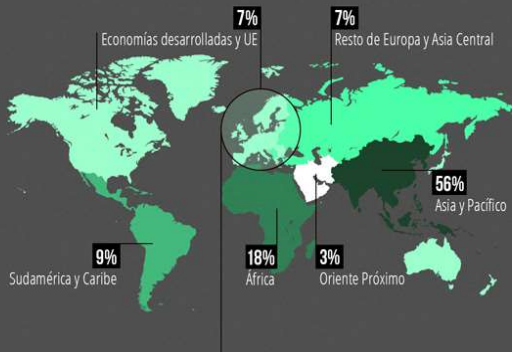 7%
Economías desarrolladas y UE
7%
Resto de Europa y Asia Central
56%
Asia y Pacífico
9%
Sudamérica y Caribe
18%
África
3%
Oriente Próximo